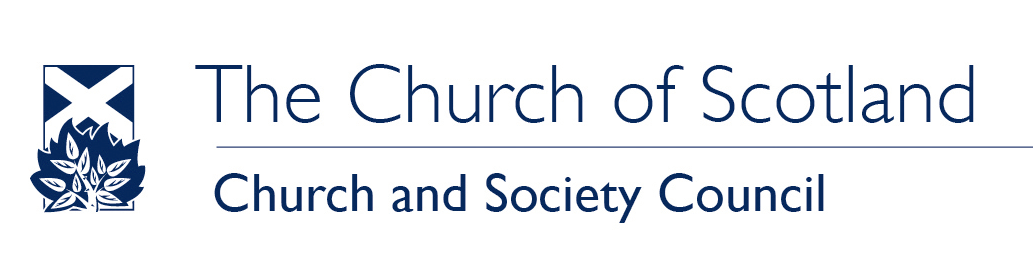 The Church of Scotland
Church and Society Council